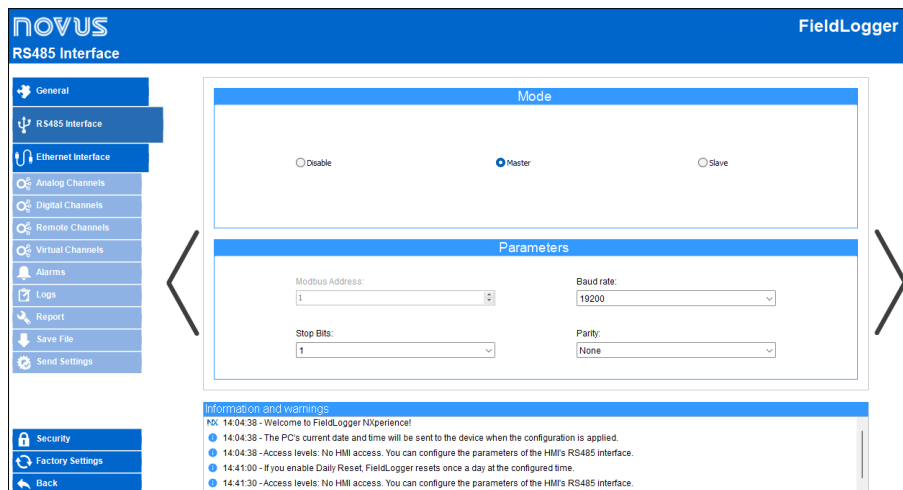 novus
FieldLogger
RS485 Interface
General
RS485 Interface
Ethernet Interface
Analog Channels
Digital Channels
Remote Channels
Virtual Channels
Alarms
Logs
Report
Save File
Send Settings
Security
Factory Settings
Back
Mode
Disable
Master
Slave
Parameters
Modbus Address:
Baud rate:
1
19200
Stop Bits:
Parity:
1
None
Information and warnings
NX 14:04:38 - Welcome to FieldLogger NXperience!
14:04:38 - The PC's current date and time will be sent to the device when the configuration is applied.
14:04:38 - Access levels: No HMI access. You can configure the parameters of the HMI's RS485 interface.
14:41:00 - If you enable Daily Reset, FieldLogger resets once a day at the configured time.
14:41:30 - Access levels: No HMI access. You can configure the parameters of the HMI's RS485 interface.